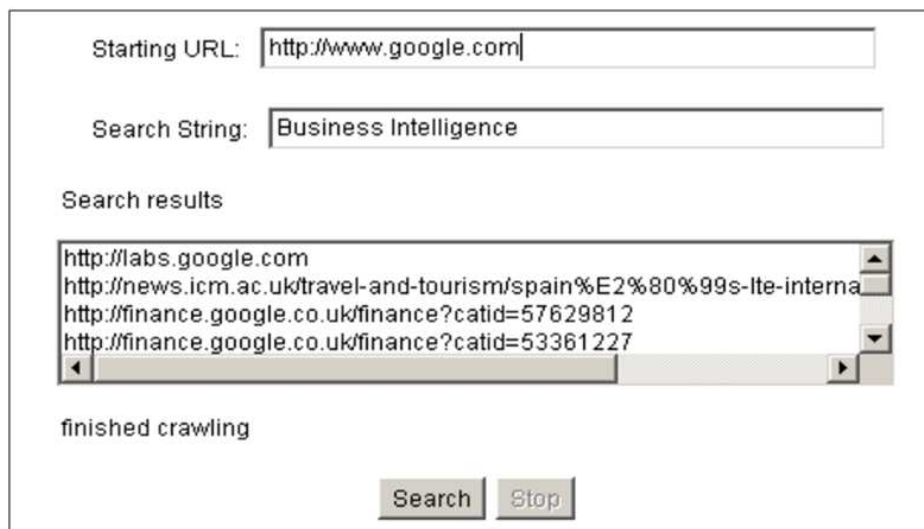 Starting URL: http://www.google.com
Search String: Business Intelligence
Search results
http://labs.google.com
http://news.icm.ac.uk/travel-and-tourism/spain%E2%80%99s-lte-interna
http://finance.google.co.uk/finance?catid=57629812
http://finance.google.co.uk/finance?catid=53361227
finished crawling
Search Stop